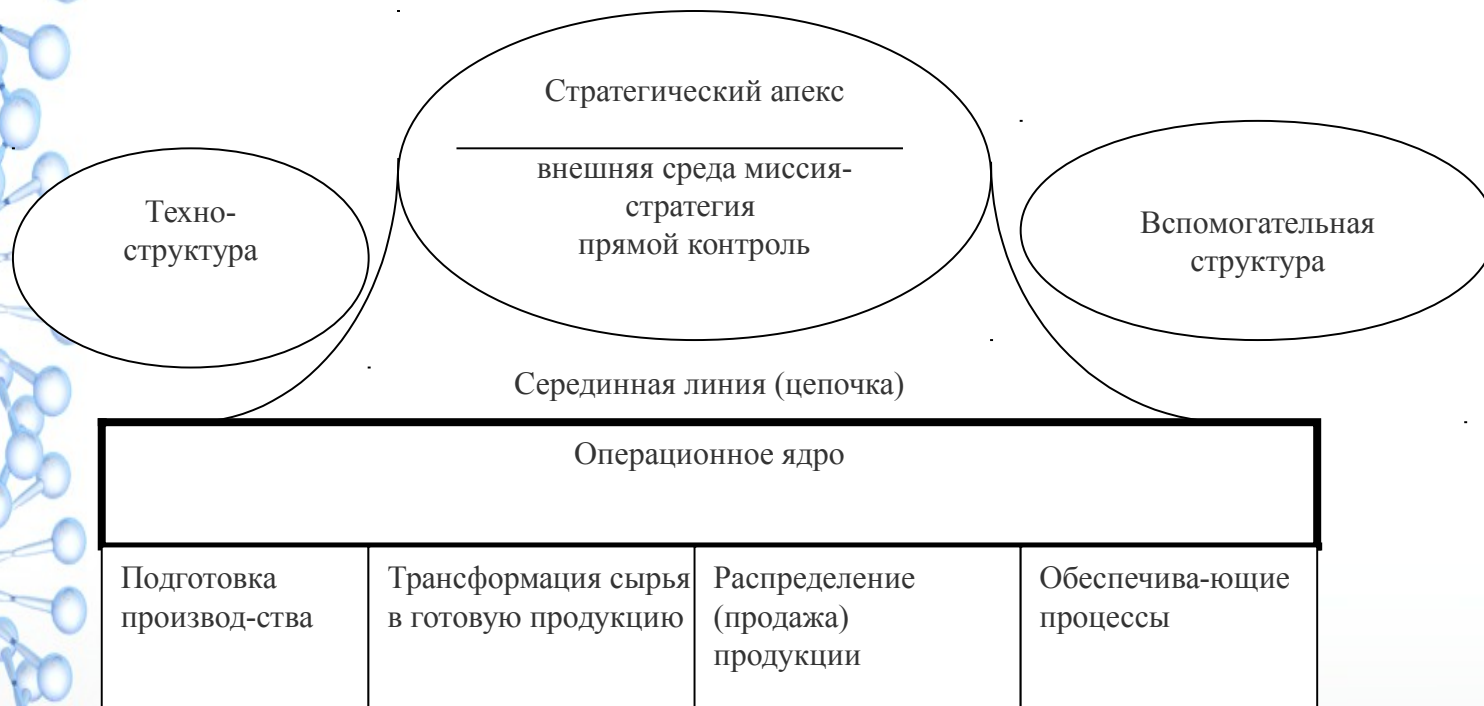 Стратегический апекс
внешняя среда миссия-
стратегия
прямой контроль
Техно-
структура
Вспомогательная
структура
Серединная линия (цепочка)
Операционное ядро
Подготовка
производ-ства
Трансформация сырья
в готовую продукцию
Распределение
(продажа)
продукции
Обеспечива-ющие
процессы